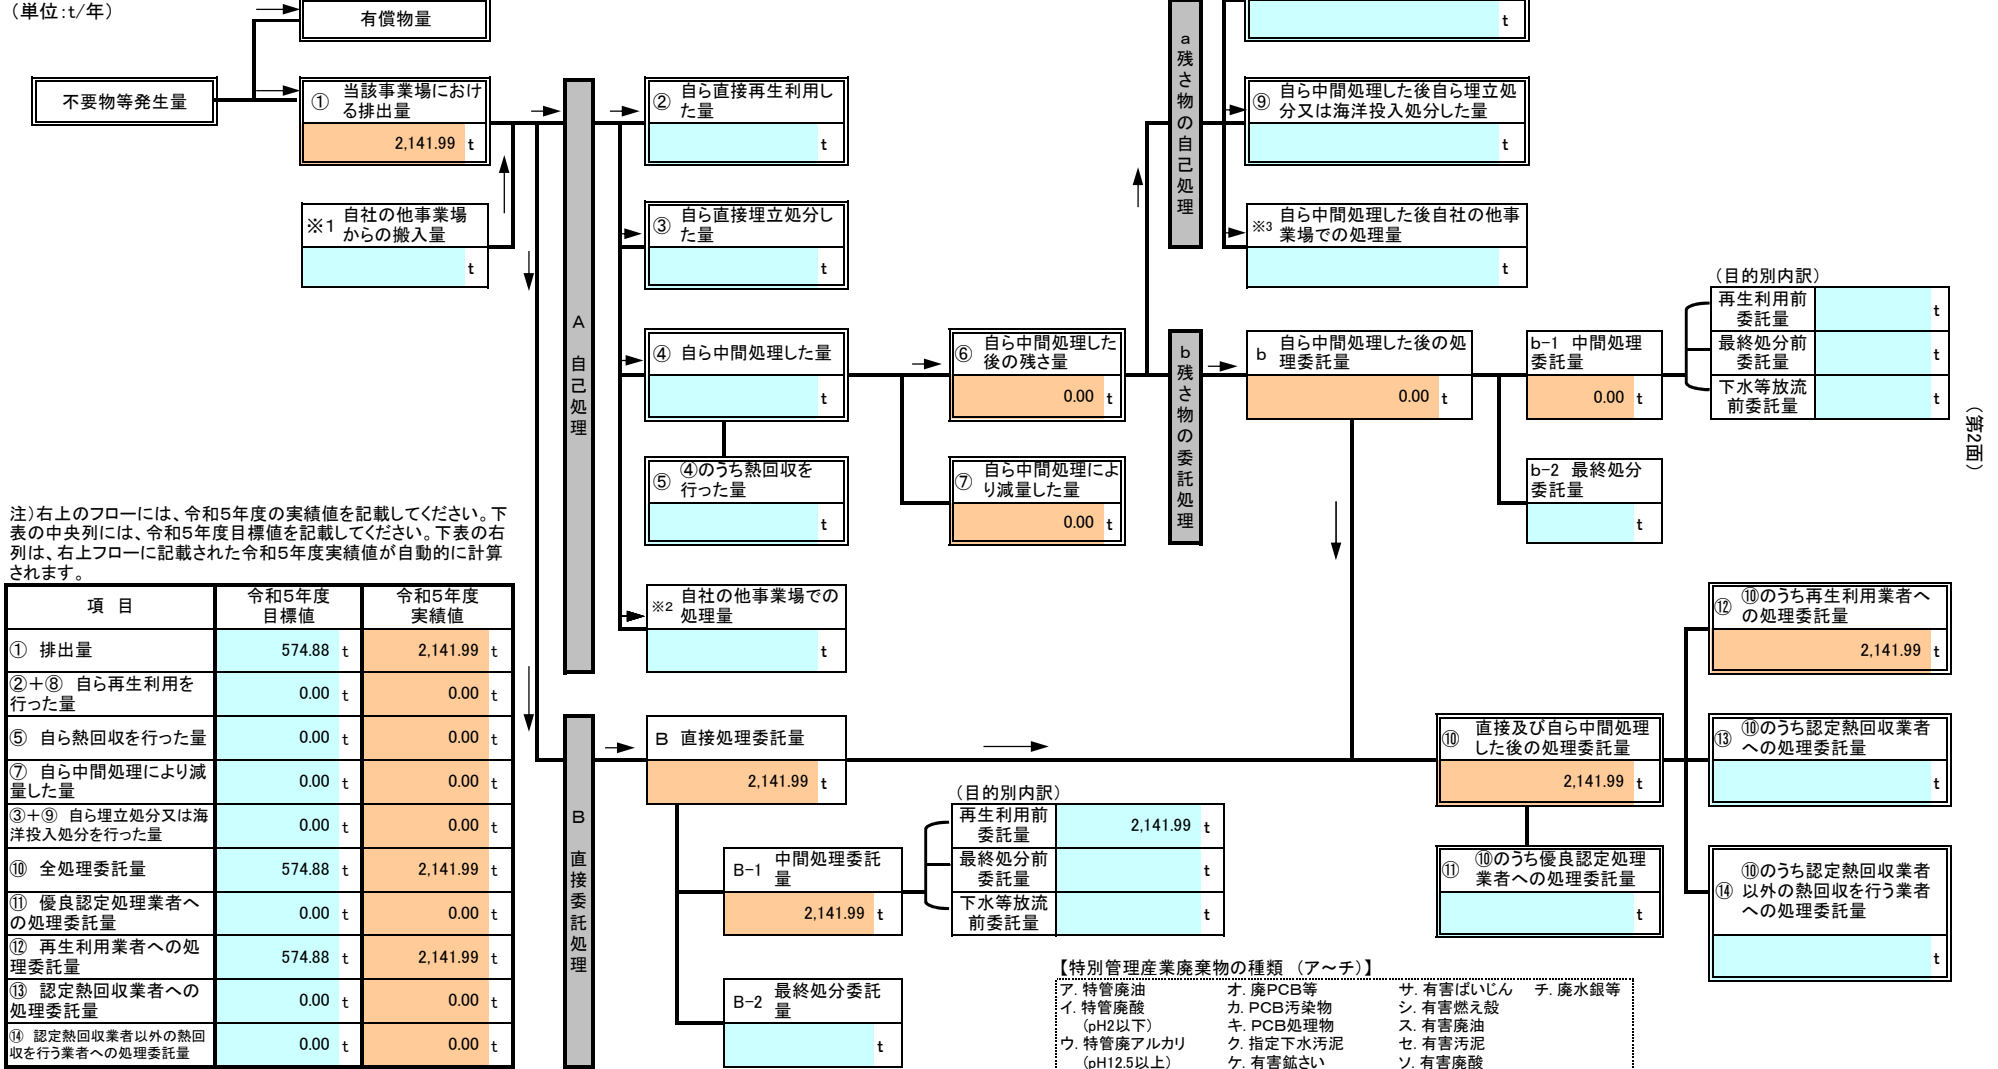 （単位:t/年）
有償物量
不要物等発生量
① 当該事業場におけ
る排出量
2,141.99 t
※1 自社の他事業場
からの搬入量
t
A 自己処理
② 自ら直接再生利用し
た量
t
③ 自ら直接埋立処分し
た量
t
④ 自ら中間処理した量
t
⑤ ④のうち熱回収を
行った量
t
※2 自社の他事業場での
処理量
t
⑥ 自ら中間処理した
後の残さ量
0.00 t
⑦ 自ら中間処理によ
り減量した量
0.00 t
a 残さ物の自己処理
t
⑨ 自ら中間処理した後自ら埋立処
分又は海洋投入処分した量
t
※3 自ら中間処理した後自社の他事
業場での処理量
t
b 残さ物の委託処理
b 自ら中間処理した後の処
理委託量
0.00 t
b-1 中間処理
委託量
0.00 t
b-2 最終処分
委託量
t
（目的別内訳）
再生利用前
委託量
t
最終処分前
委託量
t
下水等放流
前委託量
t
（第2面）
注）右上のフローには、令和５年度の実績値を記載してください。下
表の中央列には、令和５年度目標値を記載してください。下表の右
列は、右上フローに記載された令和５年度実績値が自動的に計算
されます。
項 目 令和５年度
目標値 令和５年度
実績値
① 排出量 574.88 t 2,141.99 t
②＋⑧ 自ら再生利用を
行った量 0.00 t 0.00 t
⑤ 自ら熱回収を行った量 0.00 t 0.00 t
⑦ 自ら中間処理により減
量した量 0.00 t 0.00 t
③＋⑨ 自ら埋立処分又は海
洋投入処分を行った量 0.00 t 0.00 t
⑩ 全処理委託量 574.88 t 2,141.99 t
⑪ 優良認定処理業者へ
の処理委託量 0.00 t 0.00 t
⑫ 再生利用業者への処
理委託量 574.88 t 2,141.99 t
⑬ 認定熱回収業者への
処理委託量 0.00 t 0.00 t
⑭ 認定熱回収業者以外の熱回
収を行う業者への処理委託量 0.00 t 0.00 t
B 直接委託処理
B 直接処理委託量
2,141.99 t
B-1 中間処理委託
量
2,141.99 t
B-2 最終処分委託
量
t
（目的別内訳）
再生利用前
委託量
2,141.99 t
最終処分前
委託量
t
下水等放流
前委託量
t
⑩ 直接及び自ら中間処理
した後の処理委託量
2,141.99 t
⑪ ⑩のうち優良認定処理
業者への処理委託量
t
⑫ ⑩のうち再生利用業者へ
の処理委託量
2,141.99 t
⑬ ⑩のうち認定熱回収業者
への処理委託量
t
⑭ ⑩のうち認定熱回収業者
以外の熱回収を行う業者
への処理委託量
t
【特別管理産業廃棄物の種類 （ア～チ）】
ア. 特管廃油 オ. 廃PCB等 サ. 有害ばいじん チ. 廃水銀等
イ. 特管廃酸 カ. PCB汚染物 シ. 有害燃え殻
（pH2以下） キ. PCB処理物 ス. 有害廃油
ウ. 特管廃アルカリ ク. 指定下水汚泥 セ. 有害汚泥
（pH12.5以上） ケ. 有害鉱さい ソ. 有害廃酸